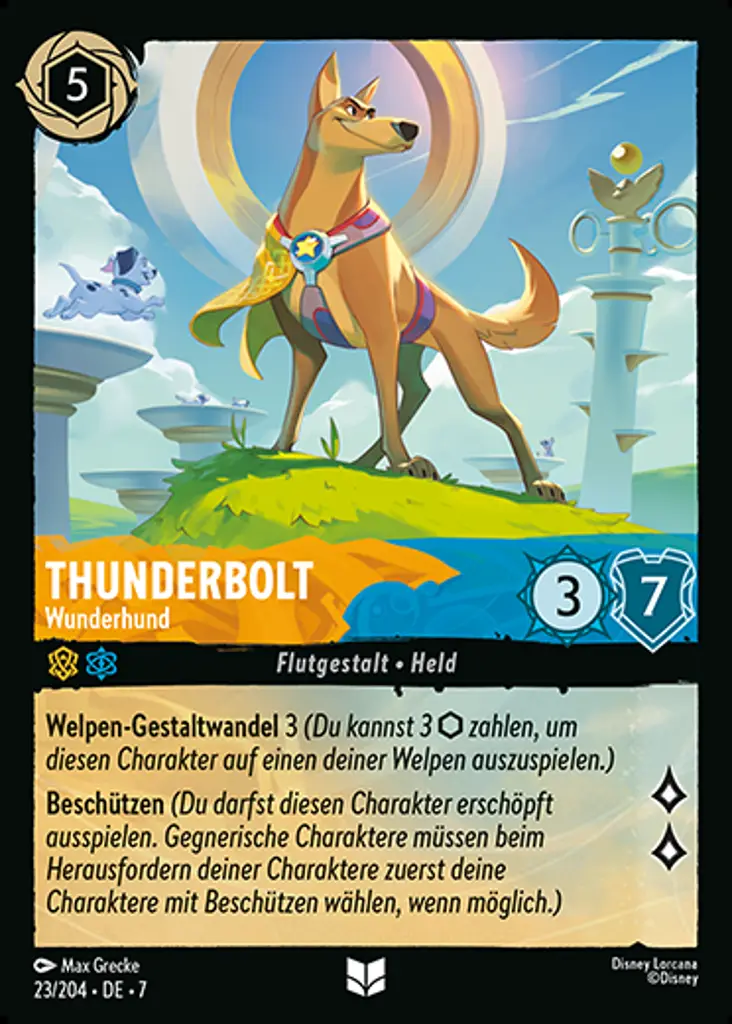 5
THUNDERBOLT
Wunderhund
3
7
Flutgestalt • Held
Welpen-Gestaltwandel 3 (Du kannst 3 ⬡ zahlen, um
diesen Charakter auf einen deiner Welpen auszuspielen.)
Beschützen (Du darfst diesen Charakter erschöpft
ausspielen. Gegnerische Charaktere müssen beim
Herausfordern deiner Charaktere zuerst deine
Charaktere mit Beschützen wählen, wenn möglich.)
Max Grecke
23/204 • DE • 7
Disney Lorcana
©Disney